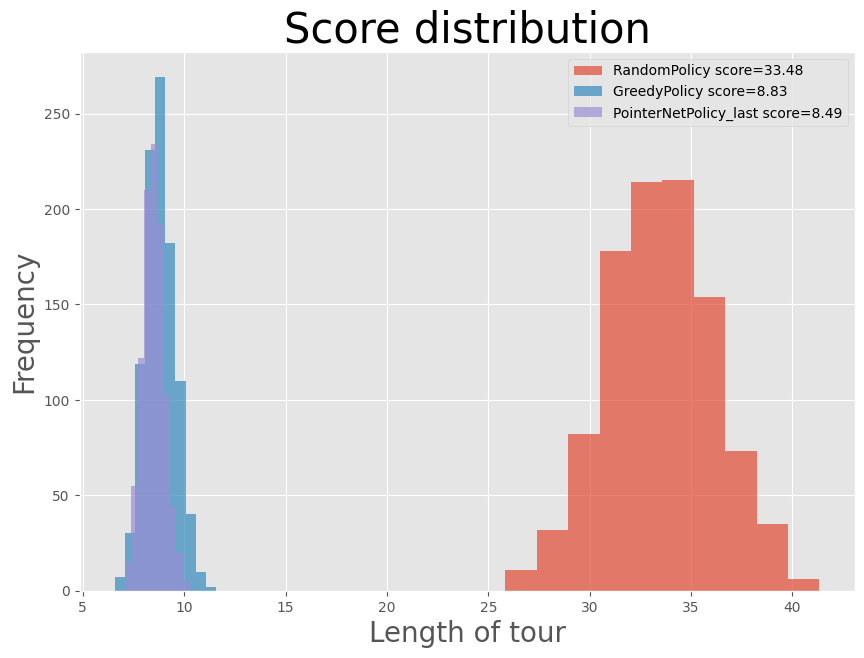 Score distribution
RandomPolicy score=33.48
GreedyPolicy score=8.83
PointerNetPolicy_last score=8.49
Frequency
250
200
150
100
50
0
5 10 15 20 25 30 35 40
Length of tour